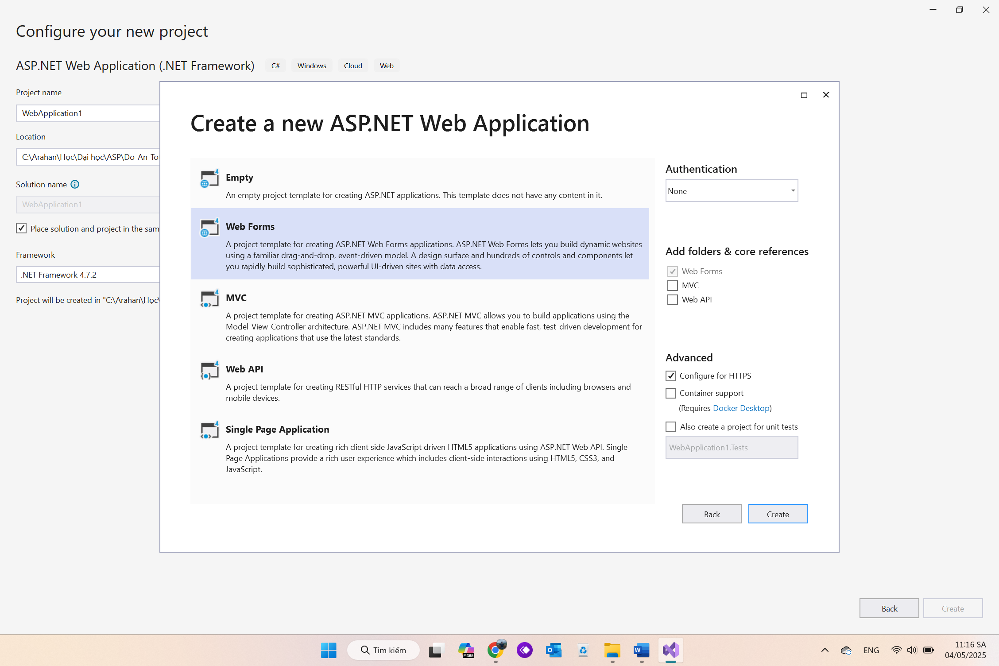 Configure your new project
ASP.NET Web Application (.NET Framework) C# Windows Cloud Web
Project name
WebApplication1
Location
C:\Arahan\Học\Đại học\ASP\Do_An_To
Solution name
WebApplication1
Place solution and project in the sam
Framework
.NET Framework 4.7.2
Project will be created in "C:\Arahan\Học\
Create a new ASP.NET Web Application
Empty
An empty project template for creating ASP.NET applications. This template does not have any content in it.
Web Forms
A project template for creating ASP.NET Web Forms applications. ASP.NET Web Forms lets you build dynamic websites
using a familiar drag-and-drop, event-driven model. A design surface and hundreds of controls and components let
you rapidly build sophisticated, powerful UI-driven sites with data access.
MVC
A project template for creating ASP.NET MVC applications. ASP.NET MVC allows you to build applications using the
Model-View-Controller architecture. ASP.NET MVC includes many features that enable fast, test-driven development for
creating applications that use the latest standards.
Web API
A project template for creating RESTful HTTP services that can reach a broad range of clients including browsers and
mobile devices.
Single Page Application
A project template for creating rich client side JavaScript driven HTML5 applications using ASP.NET Web API. Single
Page Applications provide a rich user experience which includes client-side interactions using HTML5, CSS3, and
JavaScript.
Authentication
None
Add folders & core references
Web Forms
MVC
Web API
Advanced
Configure for HTTPS
Container support
(Requires Docker Desktop)
Also create a project for unit tests
WebApplication1.Tests
Back Create
Back Create
Tìm kiếm
M365
ENG
11:16 SA
04/05/2025